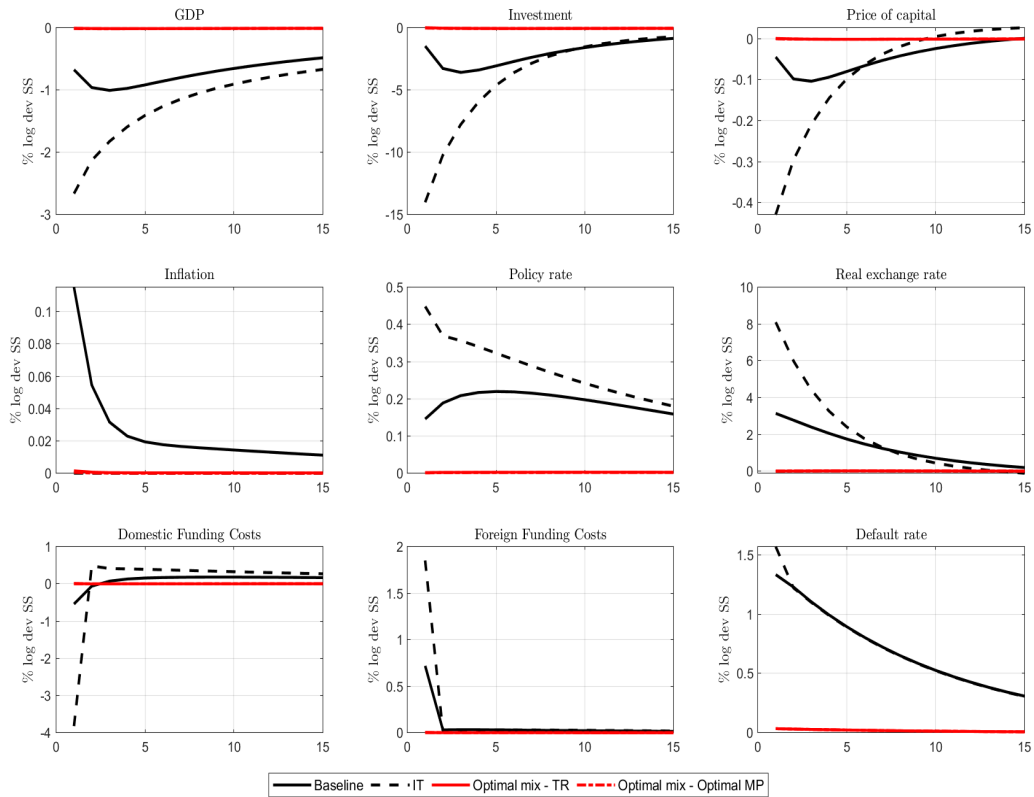 GDP
Investment
Price of capital
% log dev SS
0
-1
-2
-3
0 5 10 15
% log dev SS
0
-5
-10
-15
0 5 10 15
% log dev SS
0
-0.1
-0.2
-0.3
-0.4
0 5 10 15
Inflation
Policy rate
Real exchange rate
% log dev SS
0.1
0.08
0.06
0.04
0.02
0
0 5 10 15
% log dev SS
0.5
0.4
0.3
0.2
0.1
0
0 5 10 15
% log dev SS
10
8
6
4
2
0
0 5 10 15
Domestic Funding Costs
Foreign Funding Costs
Default rate
% log dev SS
1
0
-1
-2
-3
-4
0 5 10 15
% log dev SS
2
1.5
1
0.5
0
0 5 10 15
% log dev SS
1.5
1
0.5
0
0 5 10 15
Baseline IT Optimal mix - TR Optimal mix - Optimal MP